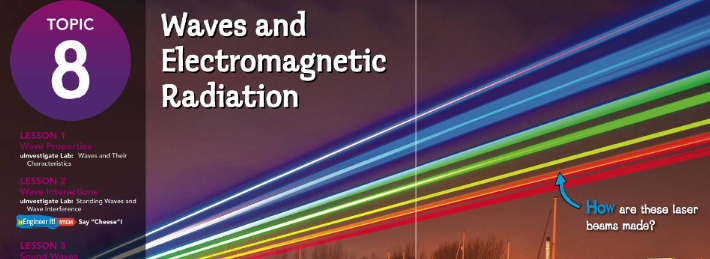 TOPIC
8
Waves and
Electromagnetic
Radiation
LESSON 1
Wave Properties
uInvestigate Lab: Waves and Their
Characteristics
LESSON 2
Wave Interactions
uInvestigate Lab: Standing Waves and
Wave Interference
uEngineer It! STEM Say "Cheese"!
LESSON 3
Sound Waves
How are these laser
beams made?